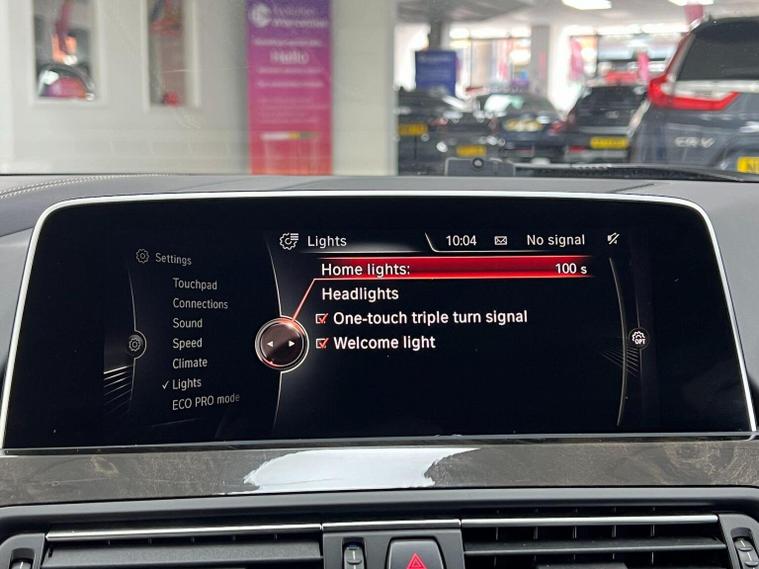 Hello
CR-V
Lights
10:04
No signal
Settings
Touchpad
Connections
Sound
Speed
Climate
Lights
ECO PRO mode
Home lights: 100 s
Headlights
One-touch triple turn signal
Welcome light
OPT